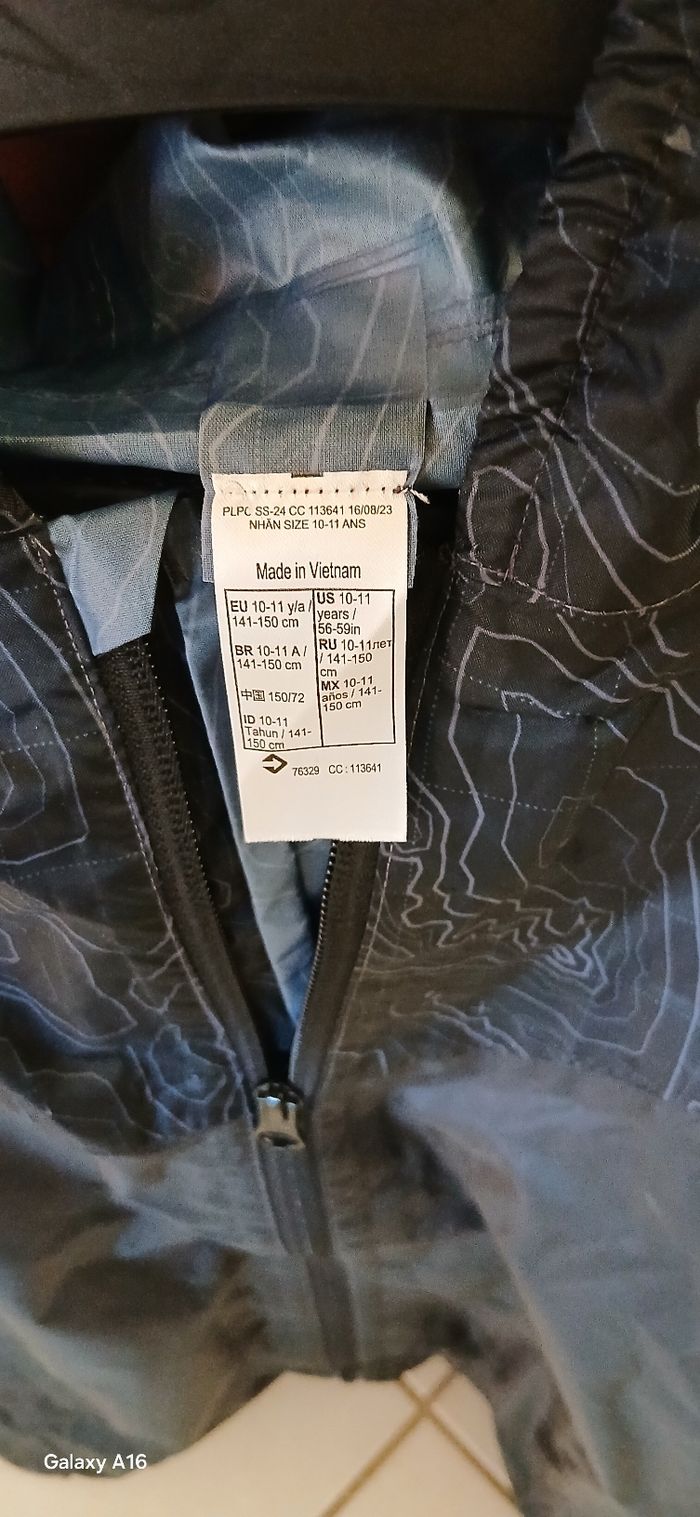 PLPC SS-24 CC 113641 16/08/23
NHÃN SIZE 10-11 ANS
Made in Vietnam
EU 10-11 y/a /
141-150 cm
BR 10-11 A /
141-150 cm
中国 150/72
ID 10-11
Tahun / 141-
150 cm
US 10-11
years /
56-59in
RU 10-11лет
/ 141-150
cm
MX 10-11
años / 141-
150 cm
76329 CC : 113641
Galaxy A16